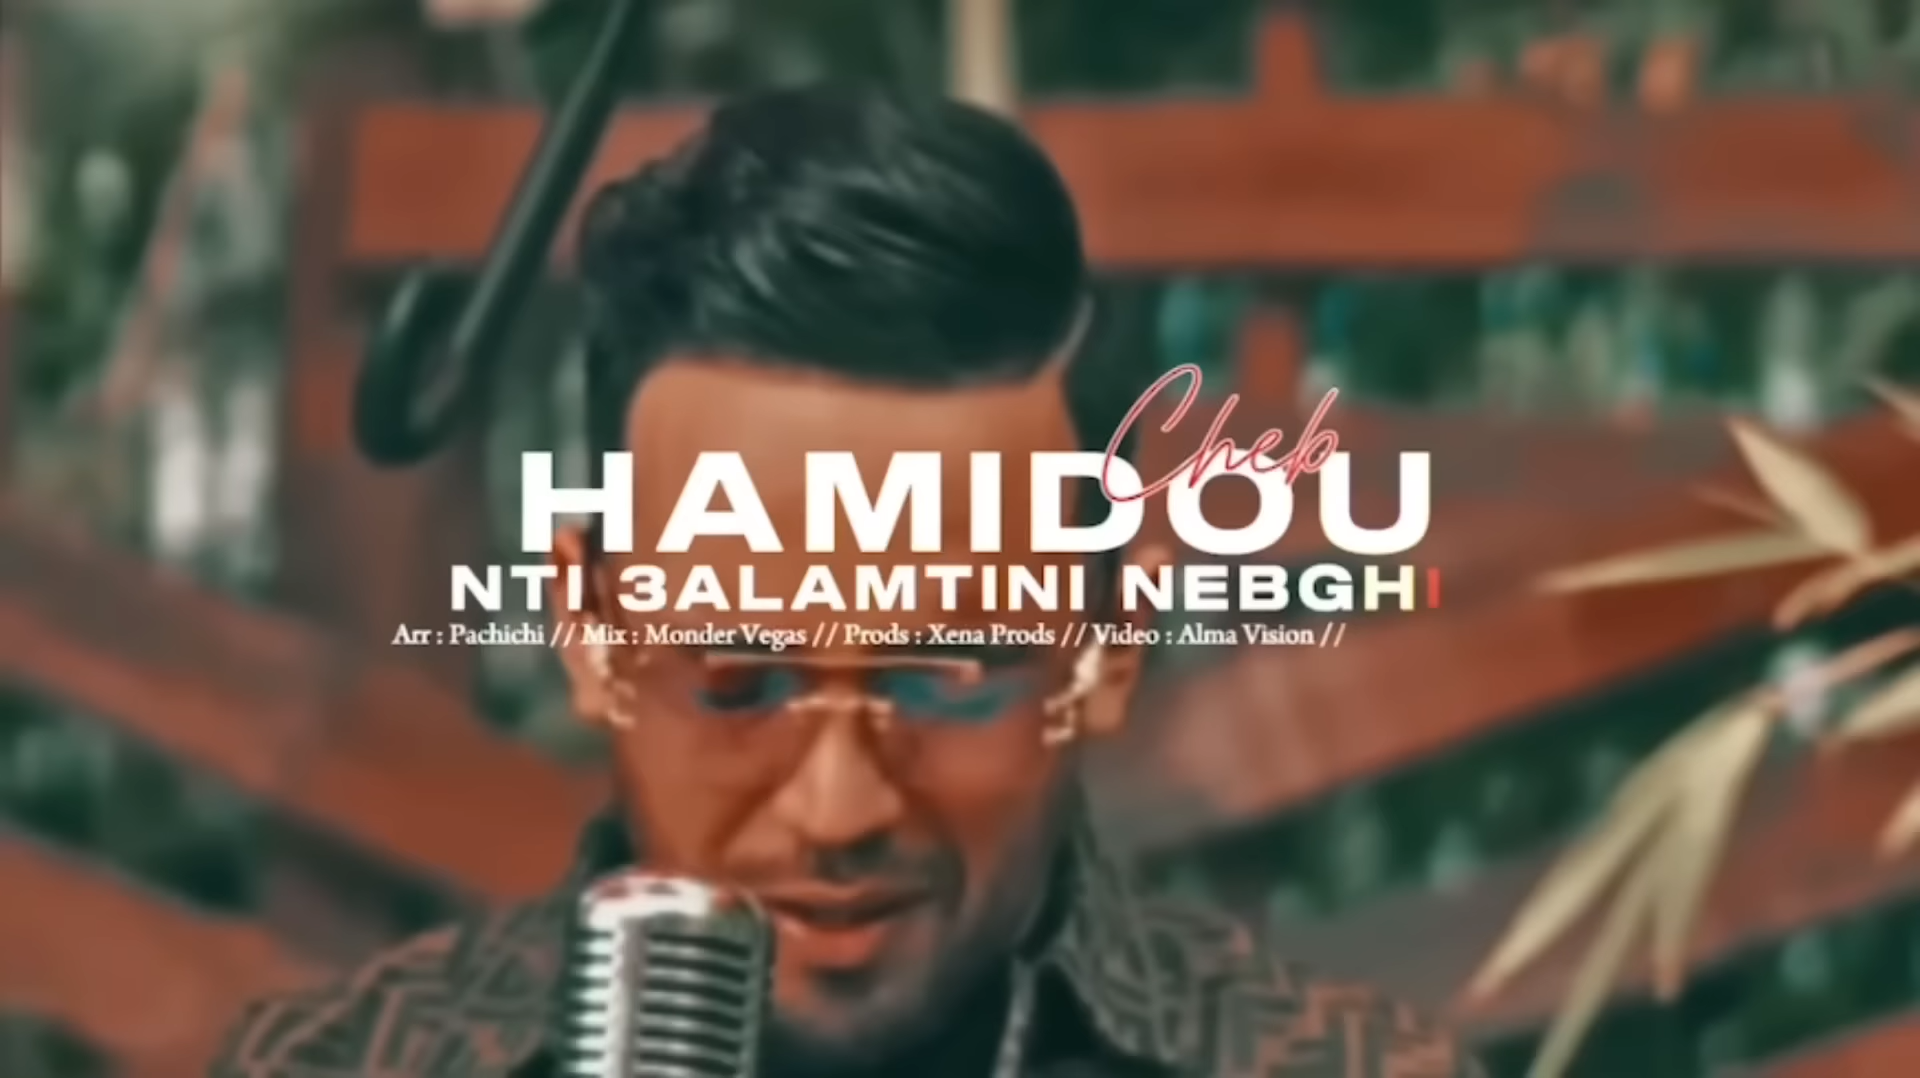 Cheb
HAMIDOU
NTI 3ALAMTINI NEBGHI
Arr : Pachichi // Mix : Monder Vegas // Prods : Xena Prods // Video : Alma Vision //